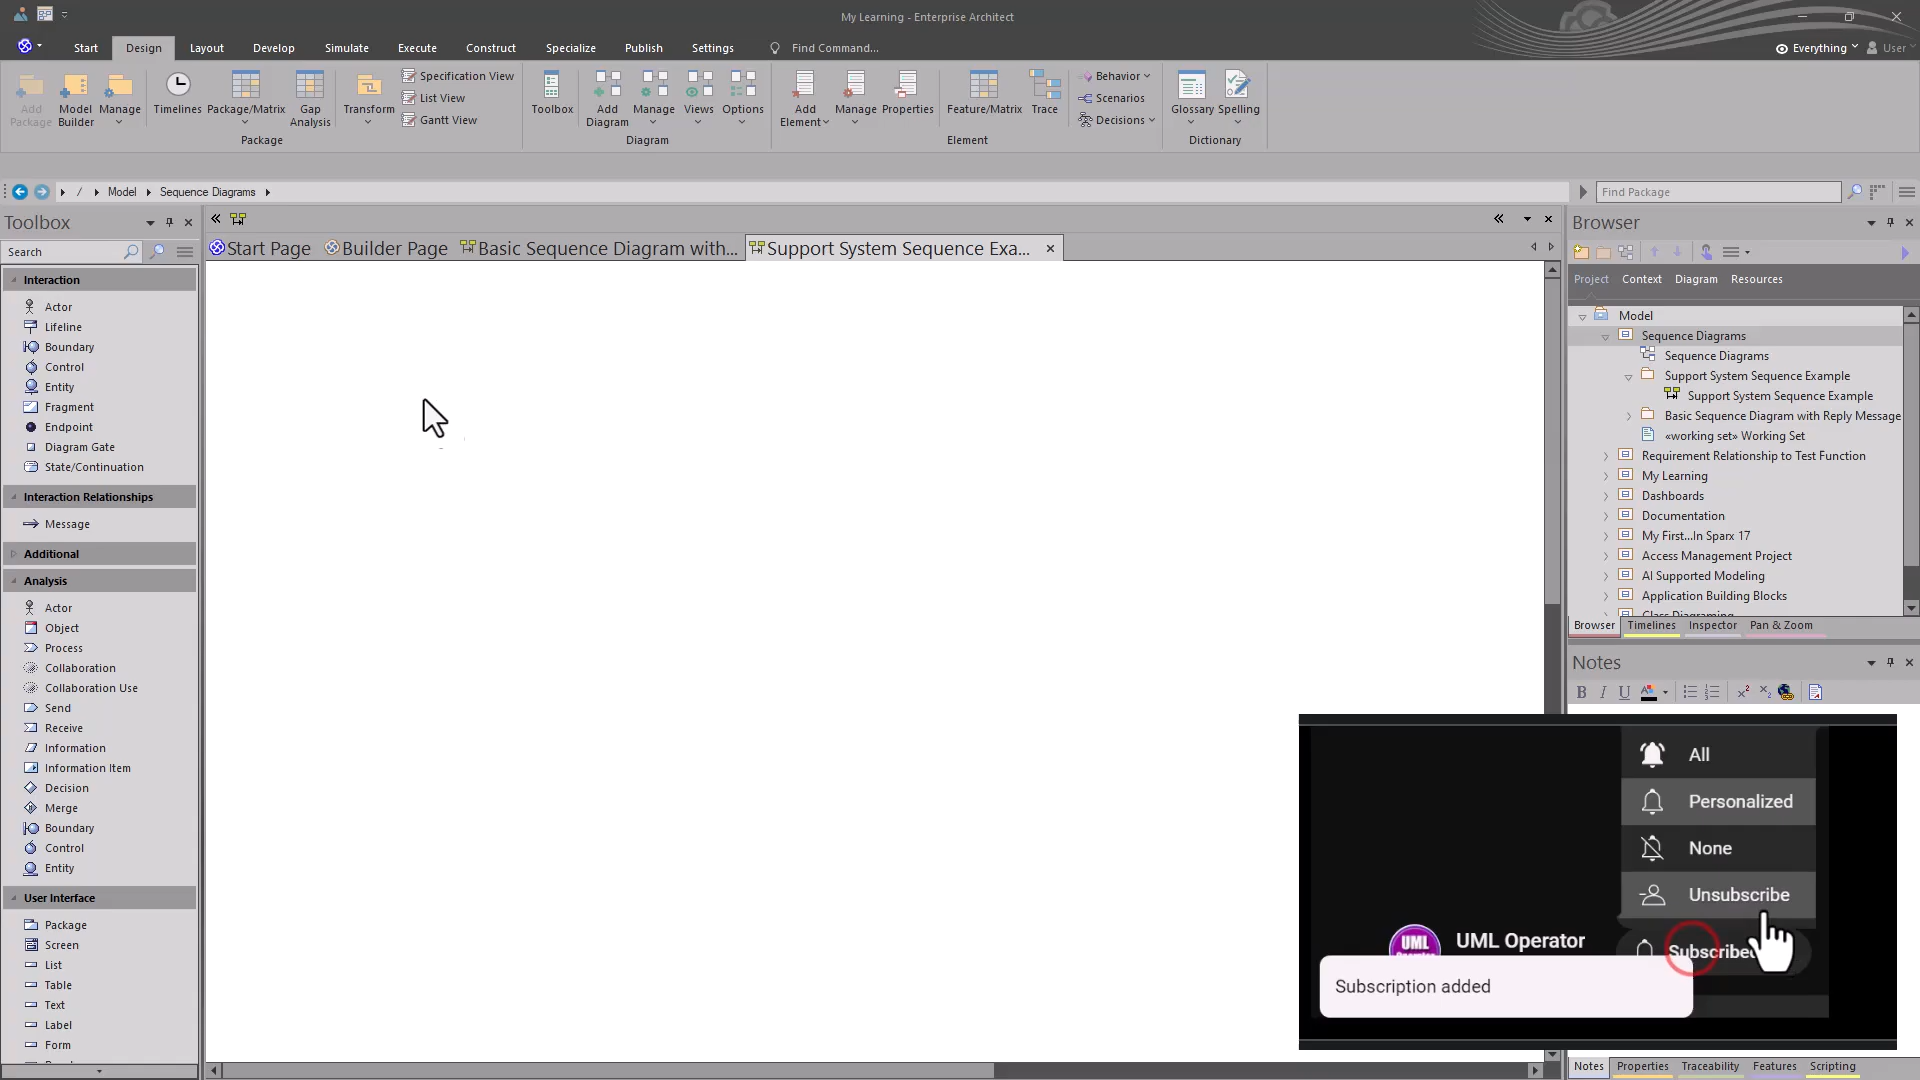 My Learning - Enterprise Architect
Start Design Layout Develop Simulate Execute Construct Specialize Publish Settings Find Command... Everything User
Add Package
Model Builder
Manage
Timelines
Package/Matrix
Gap Analysis
Transform
Specification View
List View
Gantt View
Package
Toolbox
Add Diagram
Manage
Views
Options
Diagram
Add Element
Manage
Properties
Feature/Matrix
Trace
Behavior
Scenarios
Decisions
Element
Glossary
Spelling
Dictionary
/ Model Sequence Diagrams
Find Package
Toolbox
Search
Interaction
Actor
Lifeline
Boundary
Control
Entity
Fragment
Endpoint
Diagram Gate
State/Continuation
Interaction Relationships
Message
Additional
Analysis
Actor
Object
Process
Collaboration
Collaboration Use
Send
Receive
Information
Information Item
Decision
Merge
Boundary
Control
Entity
User Interface
Package
Screen
List
Table
Text
Label
Form
Start Page Builder Page Basic Sequence Diagram with... Support System Sequence Exa...
Browser
Project Context Diagram Resources
Model
Sequence Diagrams
Sequence Diagrams
Support System Sequence Example
Support System Sequence Example
Basic Sequence Diagram with Reply Message
«working set» Working Set
Requirement Relationship to Test Function
My Learning
Dashboards
Documentation
My First...In Sparx 17
Access Management Project
AI Supported Modeling
Application Building Blocks
Class Diagraming
Browser Timelines Inspector Pan & Zoom
Notes
B I U
All
Personalized
None
Unsubscribe
UML
UML Operator
Subscribed
Subscription added
Notes Properties Traceability Features Scripting